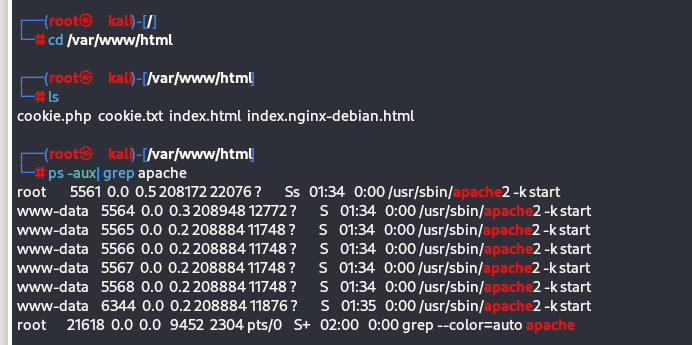 ┌──(root㉿kali)-[/]
└─# cd /var/www/html
┌──(root㉿kali)-[/var/www/html]
└─# ls
cookie.php cookie.txt index.html index.nginx-debian.html
┌──(root㉿kali)-[/var/www/html]
└─# ps -aux| grep apache
root 5561 0.0 0.5 208172 22076 ? Ss 01:34 0:00 /usr/sbin/apache2 -k start
www-data 5564 0.0 0.3 208948 12772 ? S 01:34 0:00 /usr/sbin/apache2 -k start
www-data 5565 0.0 0.2 208884 11748 ? S 01:34 0:00 /usr/sbin/apache2 -k start
www-data 5566 0.0 0.2 208884 11748 ? S 01:34 0:00 /usr/sbin/apache2 -k start
www-data 5567 0.0 0.2 208884 11748 ? S 01:34 0:00 /usr/sbin/apache2 -k start
www-data 5568 0.0 0.2 208884 11748 ? S 01:34 0:00 /usr/sbin/apache2 -k start
www-data 6344 0.0 0.2 208884 11876 ? S 01:35 0:00 /usr/sbin/apache2 -k start
root 21618 0.0 0.0 9452 2304 pts/0 S+ 02:00 0:00 grep --color=auto apache